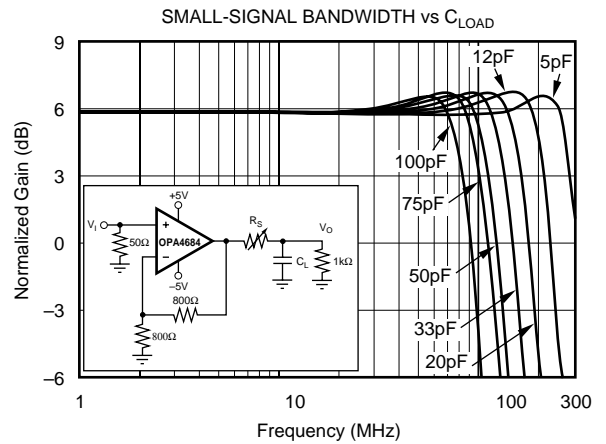 SMALL-SIGNAL BANDWIDTH vs CLOAD
9
6
3
0
–3
–6
Normalized Gain (dB)
12pF
5pF
100pF
75pF
50pF
33pF
20pF
+5V
VI
+
OPA4684
–
50Ω
–5V
RS
VO
CL
1kΩ
800Ω
800Ω
1
10
100
300
Frequency (MHz)